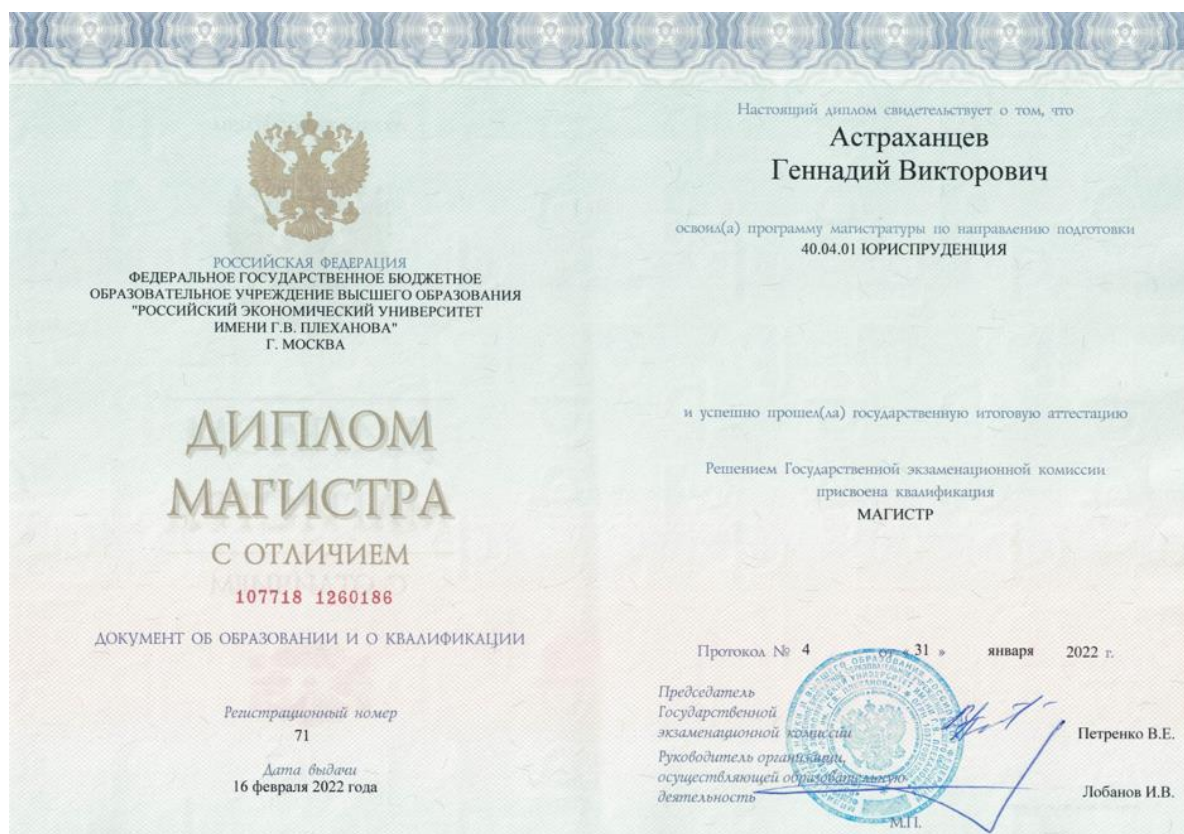 РОССИЙСКАЯ ФЕДЕРАЦИЯ
ФЕДЕРАЛЬНОЕ ГОСУДАРСТВЕННОЕ БЮДЖЕТНОЕ
ОБРАЗОВАТЕЛЬНОЕ УЧРЕЖДЕНИЕ ВЫСШЕГО ОБРАЗОВАНИЯ
"РОССИЙСКИЙ ЭКОНОМИЧЕСКИЙ УНИВЕРСИТЕТ
ИМЕНИ Г.В. ПЛЕХАНОВА"
Г. МОСКВА
ДИПЛОМ
МАГИСТРА
С ОТЛИЧИЕМ
107718 1260186
ДОКУМЕНТ ОБ ОБРАЗОВАНИИ И О КВАЛИФИКАЦИИ
Регистрационный номер
71
Дата выдачи
16 февраля 2022 года
Настоящий диплом свидетельствует о том, что
Астраханцев
Геннадий Викторович
освоил(а) программу магистратуры по направлению подготовки
40.04.01 ЮРИСПРУДЕНЦИЯ
и успешно прошел(ла) государственную итоговую аттестацию
Решением Государственной экзаменационной комиссии
присвоена квалификация
МАГИСТР
Протокол № 4 от « 31 » января 2022 г.
Председатель
Государственной
экзаменационной комиссии
Петренко В.Е.
Руководитель организации,
осуществляющей образовательную
деятельность
Лобанов И.В.
М.П.